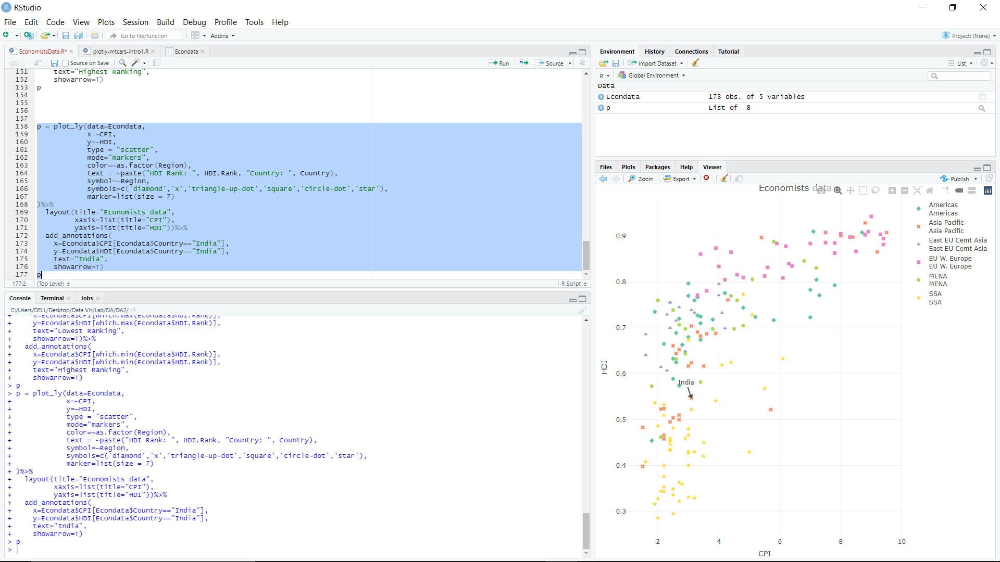 RStudio
File Edit Code View Plots Session Build Debug Profile Tools Help
Go to file/function
Addins
Project: (None)
EconomistsData.R*
plotly-mtcars-intro1.R
Econdata
Source on Save
Run
Source
151 text="Highest Ranking",
152 showarrow=T)
153 p
154
155
156
157
158 p = plot_ly(data=Econdata,
159 x=~CPI,
160 y=~HDI,
161 type = "scatter",
162 mode="markers",
163 color=~as.factor(Region),
164 text = ~paste("HDI Rank: ", HDI.Rank, "Country: ", Country),
165 symbol=~Region,
166 symbols=c('diamond','x','triangle-up-dot','square','circle-dot','star'),
167 marker=list(size = 7)
168 )%>%
169 layout(title="Economists data",
170 xaxis=list(title="CPI"),
171 yaxis=list(title="HDI"))%>%
172 add_annotations(
173 x=Econdata$CPI[Econdata$Country=="India"],
174 y=Econdata$HDI[Econdata$Country=="India"],
175 text="India",
176 showarrow=T)
177 p
177:2 (Top Level)
R Script
Console Terminal Jobs
C:/Users/DELL/Desktop/Data Vis/Lab/DA/DA2/
+ x=Econdata$CPI[which.max(Econdata$HDI.Rank)],
+ y=Econdata$HDI[which.max(Econdata$HDI.Rank)],
+ text="Lowest Ranking",
+ showarrow=T)%>%
+ add_annotations(
+ x=Econdata$CPI[which.min(Econdata$HDI.Rank)],
+ y=Econdata$HDI[which.min(Econdata$HDI.Rank)],
+ text="Highest Ranking",
+ showarrow=T)
> p
> p = plot_ly(data=Econdata,
+ x=~CPI,
+ y=~HDI,
+ type = "scatter",
+ mode="markers",
+ color=~as.factor(Region),
+ text = ~paste("HDI Rank: ", HDI.Rank, "Country: ", Country),
+ symbol=~Region,
+ symbols=c('diamond','x','triangle-up-dot','square','circle-dot','star'),
+ marker=list(size = 7)
+ )%>%
+ layout(title="Economists data",
+ xaxis=list(title="CPI"),
+ yaxis=list(title="HDI"))%>%
+ add_annotations(
+ x=Econdata$CPI[Econdata$Country=="India"],
+ y=Econdata$HDI[Econdata$Country=="India"],
+ text="India",
+ showarrow=T)
> p
>
Environment History Connections Tutorial
Import Dataset
List
R
Global Environment
Data
Econdata 173 obs. of 5 variables
p List of 8
Files Plots Packages Help Viewer
Zoom
Export
Publish
Economists data
Americas
Americas
Asia Pacific
Asia Pacific
East EU Cemt Asia
East EU Cemt Asia
EU W. Europe
EU W. Europe
MENA
MENA
SSA
SSA
0.9
0.8
0.7
0.6
0.5
0.4
0.3
HDI
India
2 4 6 8 10
CPI